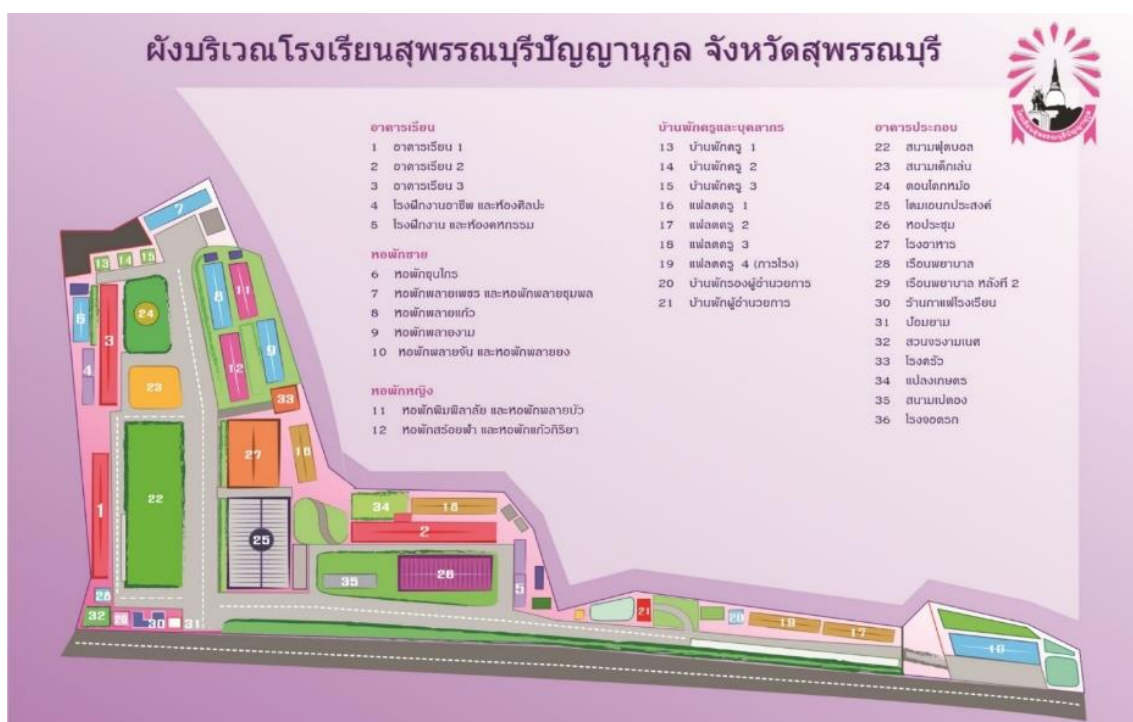 ผังบริเวณโรงเรียนสุพรรณบุรีปัญญานุกูล จังหวัดสุพรรณบุรี
อาคารเรียน
1 อาคารเรียน 1
2 อาคารเรียน 2
3 อาคารเรียน 3
4 โรงฝึกงานอาชีพ และห้องศิลปะ
5 โรงฝึกงาน และห้องคหกรรม
หอพักชาย
6 หอพักขุนไกร
7 หอพักพลายเพชร และหอพักพลายชุมพล
8 หอพักพลายแก้ว
9 หอพักพลายงาม
10 หอพักพลายจัน และหอพักพลายยง
หอพักหญิง
11 หอพักพิมพิลาลัย และหอพักพลายบัว
12 หอพักสร้อยฟ้า และหอพักแก้วกิริยา
บ้านพักครูและบุคลากร
13 บ้านพักครู 1
14 บ้านพักครู 2
15 บ้านพักครู 3
16 แฟลตครู 1
17 แฟลตครู 2
18 แฟลตครู 3
19 แฟลตครู 4 (ภารโรง)
20 บ้านพักรองผู้อำนวยการ
21 บ้านพักผู้อำนวยการ
อาคารประกอบ
22 สนามฟุตบอล
23 สนามเด็กเล่น
24 ดอนโตกหม้อ
25 โดมเอนกประสงค์
26 หอประชุม
27 โรงอาหาร
28 เรือนพยาบาล
29 เรือนพยาบาล หลังที่ 2
30 ร้านกาแฟโรงเรียน
31 ป้อมยาม
32 สวนจรงามเนศ
33 โรงครัว
34 แปลงเกษตร
35 สนามเปตอง
36 โรงจอดรถ
7
13 14 15
6
3
24
8
11
4
12
9
23
33
27
16
22
1
34
18
2
25
35
26
5
28
32
29
30
31
21
20
19
17